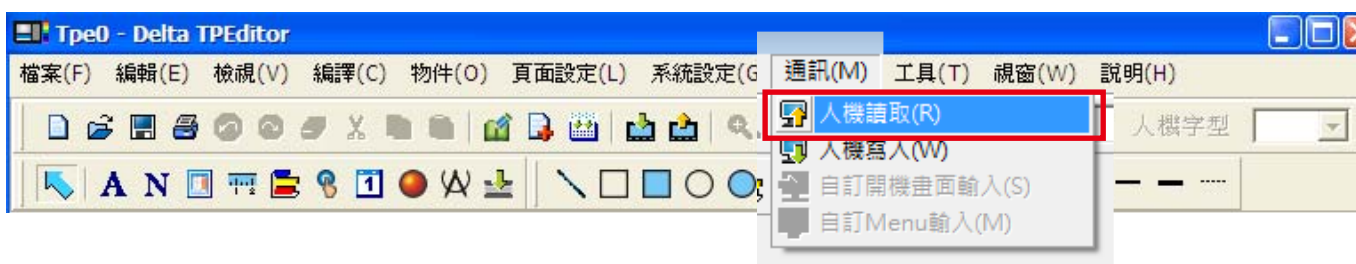 Tpe0 - Delta TPEditor
檔案(F) 編輯(E) 檢視(V) 編譯(C) 物件(O) 頁面設定(L) 系統設定(G 通訊(M) 工具(T) 視窗(W) 說明(H)
人機讀取(R)
人機字型
人機寫入(W)
A N 1
自訂開機畫面輸入(S)
自訂Menu輸入(M)